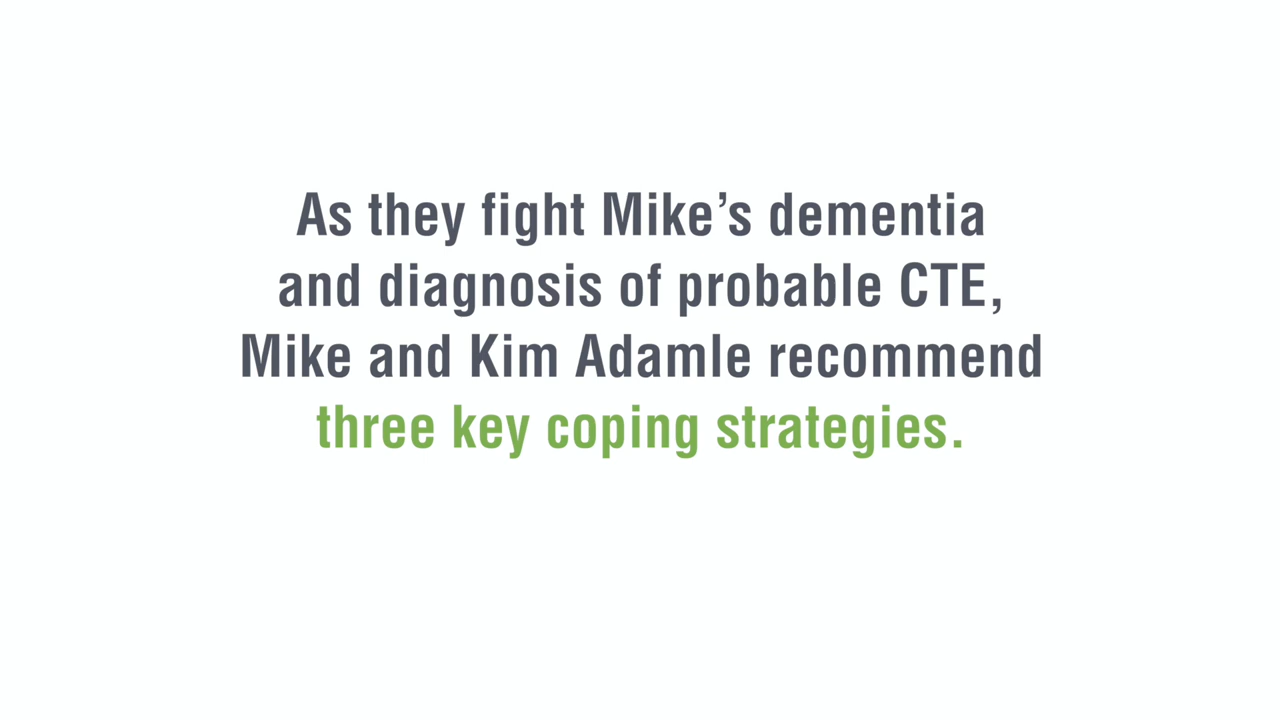 As they fight Mike’s dementia
and diagnosis of probable CTE,
Mike and Kim Adamle recommend
three key coping strategies.